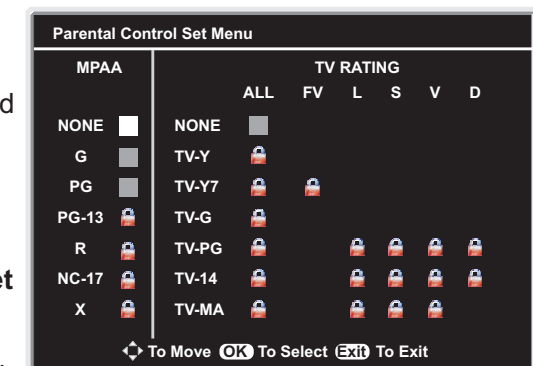 Parental Control Set Menu
MPAA TV RATING
ALL FV L S V D
NONE NONE
G TV-Y
PG TV-Y7
PG-13 TV-G
R TV-PG
NC-17 TV-14
X TV-MA
To Move OK To Select Exit To Exit